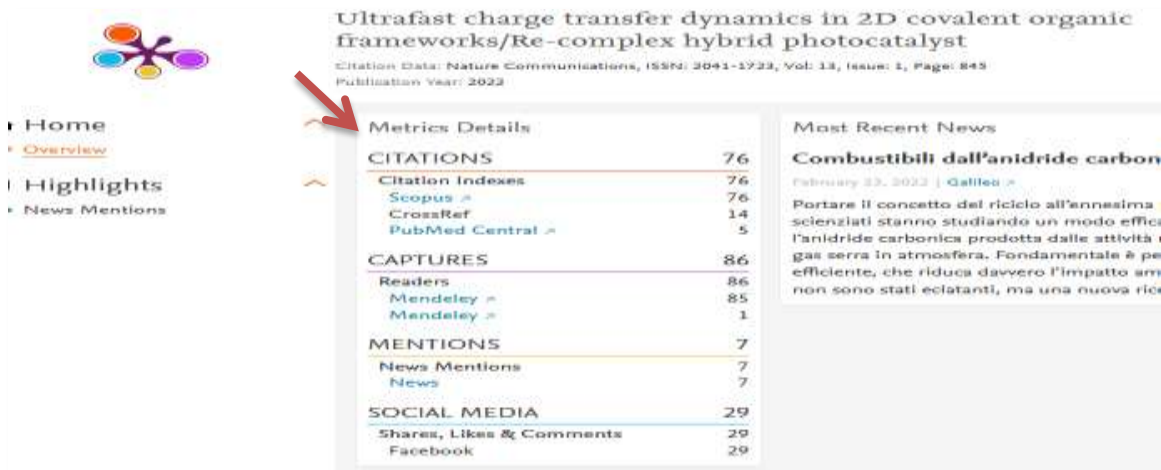 Ultrafast charge transfer dynamics in 2D covalent organic
frameworks/Re-complex hybrid photocatalyst
Citation Data: Nature Communications, ISSN: 2041-1723, Vol: 13, Issue: 1, Page: 845
Publication Year: 2022
Home
Overview
Highlights
News Mentions
Metrics Details
CITATIONS 76
Citation Indexes 76
Scopus 76
CrossRef 14
PubMed Central 5
CAPTURES 86
Readers 86
Mendeley 85
Mendeley 1
MENTIONS 7
News Mentions 7
News 7
SOCIAL MEDIA 29
Shares, Likes & Comments 29
Facebook 29
Most Recent News
Combustibili dall'anidride carbon
February 22, 2022 | Galileo
Portare il concetto del riciclo all'ennesima
scienziati stanno studiando un modo effica
l'anidride carbonica prodotta dalle attività
gas serra in atmosfera. Fondamentale è pe
efficiente, che riduca davvero l'impatto am
non sono stati eclatanti, ma una nuova rice